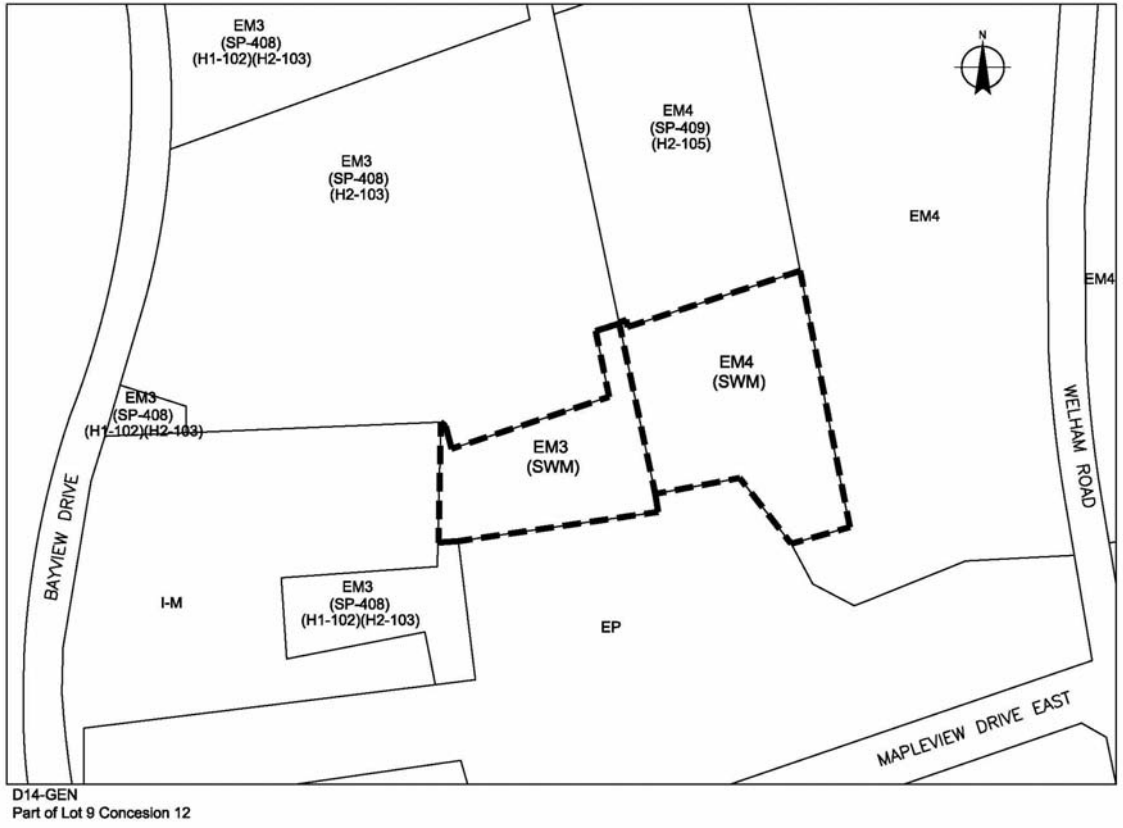 EM3
(SP-408)
(H1-102)(H2-103)
N
EM4
(SP-409)
(H2-105)
EM3
(SP-408)
(H2-103)
EM4
EM4
EM4
(SWM)
EM3
(SP-408)
(H1-102)(H2-103)
WELHAM ROAD
EM3
(SWM)
BAYVIEW DRIVE
I-M
EM3
(SP-408)
(H1-102)(H2-103)
EP
MAPLEVIEW DRIVE EAST
D14-GEN
Part of Lot 9 Concesion 12